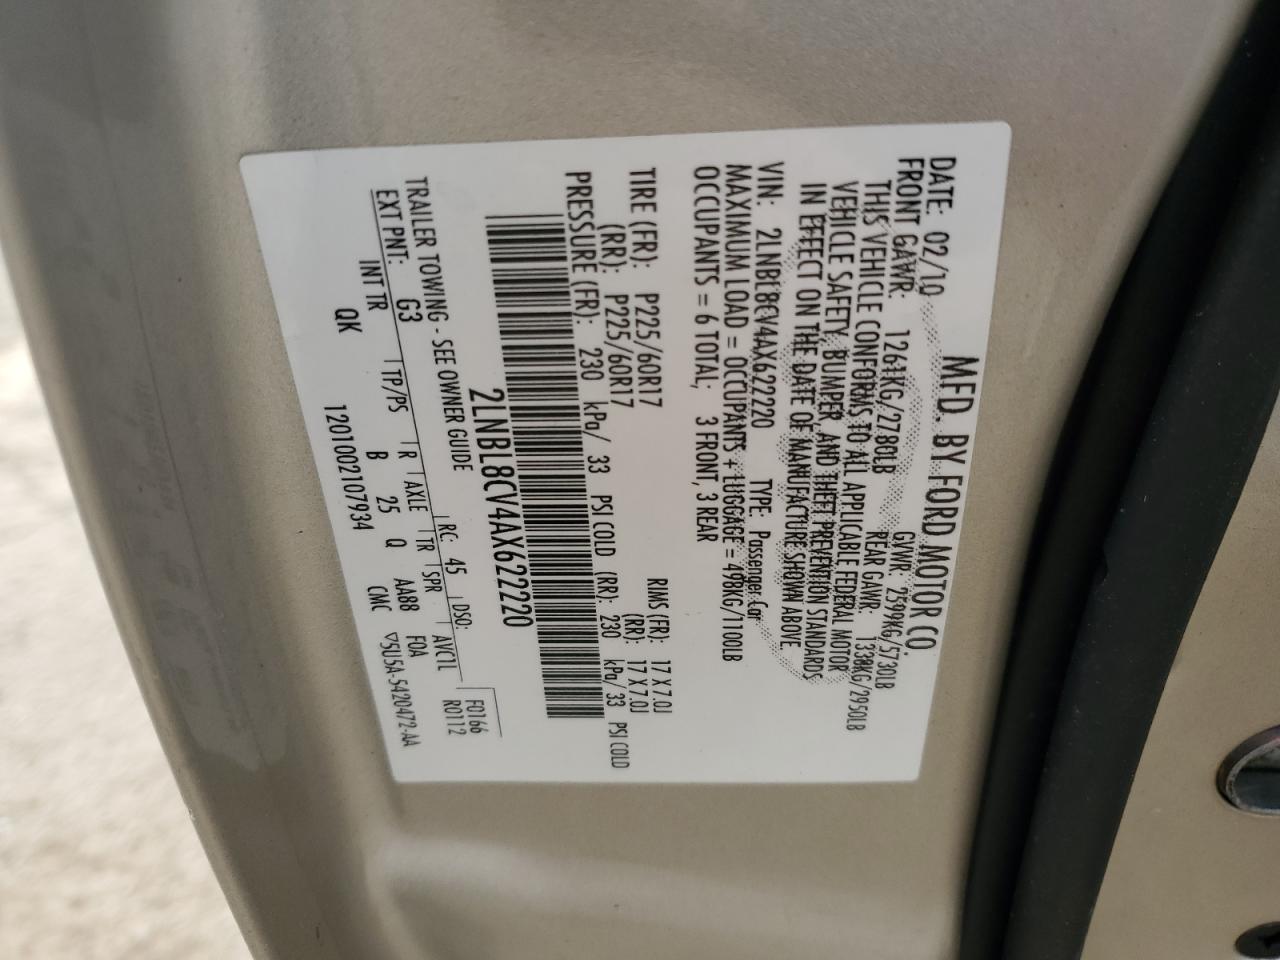 MFD. BY FORD MOTOR CO.
DATE: 02/10 GVWR: 2599KG/5730LB
FRONT GAWR: 1261KG/2780LB REAR GAWR: 1338KG/2950LB
THIS VEHICLE CONFORMS TO ALL APPLICABLE FEDERAL MOTOR
VEHICLE SAFETY, BUMPER, AND THEFT PREVENTION STANDARDS
IN EFFECT ON THE DATE OF MANUFACTURE SHOWN ABOVE.
VIN: 2LNBL8CV4AX622220 TYPE: Passenger Car
MAXIMUM LOAD = OCCUPANTS + LUGGAGE = 498KG/1100LB
OCCUPANTS = 6 TOTAL; 3 FRONT, 3 REAR
TIRE (FR): P225/60R17 RIMS (FR): 17 X 7.0J
(RR): P225/60R17 (RR): 17 X 7.0J
PRESSURE (FR): 230 kPa/ 33 PSI COLD (RR): 230 kPa/ 33 PSI COLD
2LNBL8CV4AX622220
TRAILER TOWING - SEE OWNER GUIDE
F0166
R0112
EXT PNT: G3 RC: 45 DSO:
INT TR TP/PS R AXLE TR SPR AVC1L
QK B 25 Q AA88 F0A
1201002107934 CMC ▽5U5A-5420472-AA